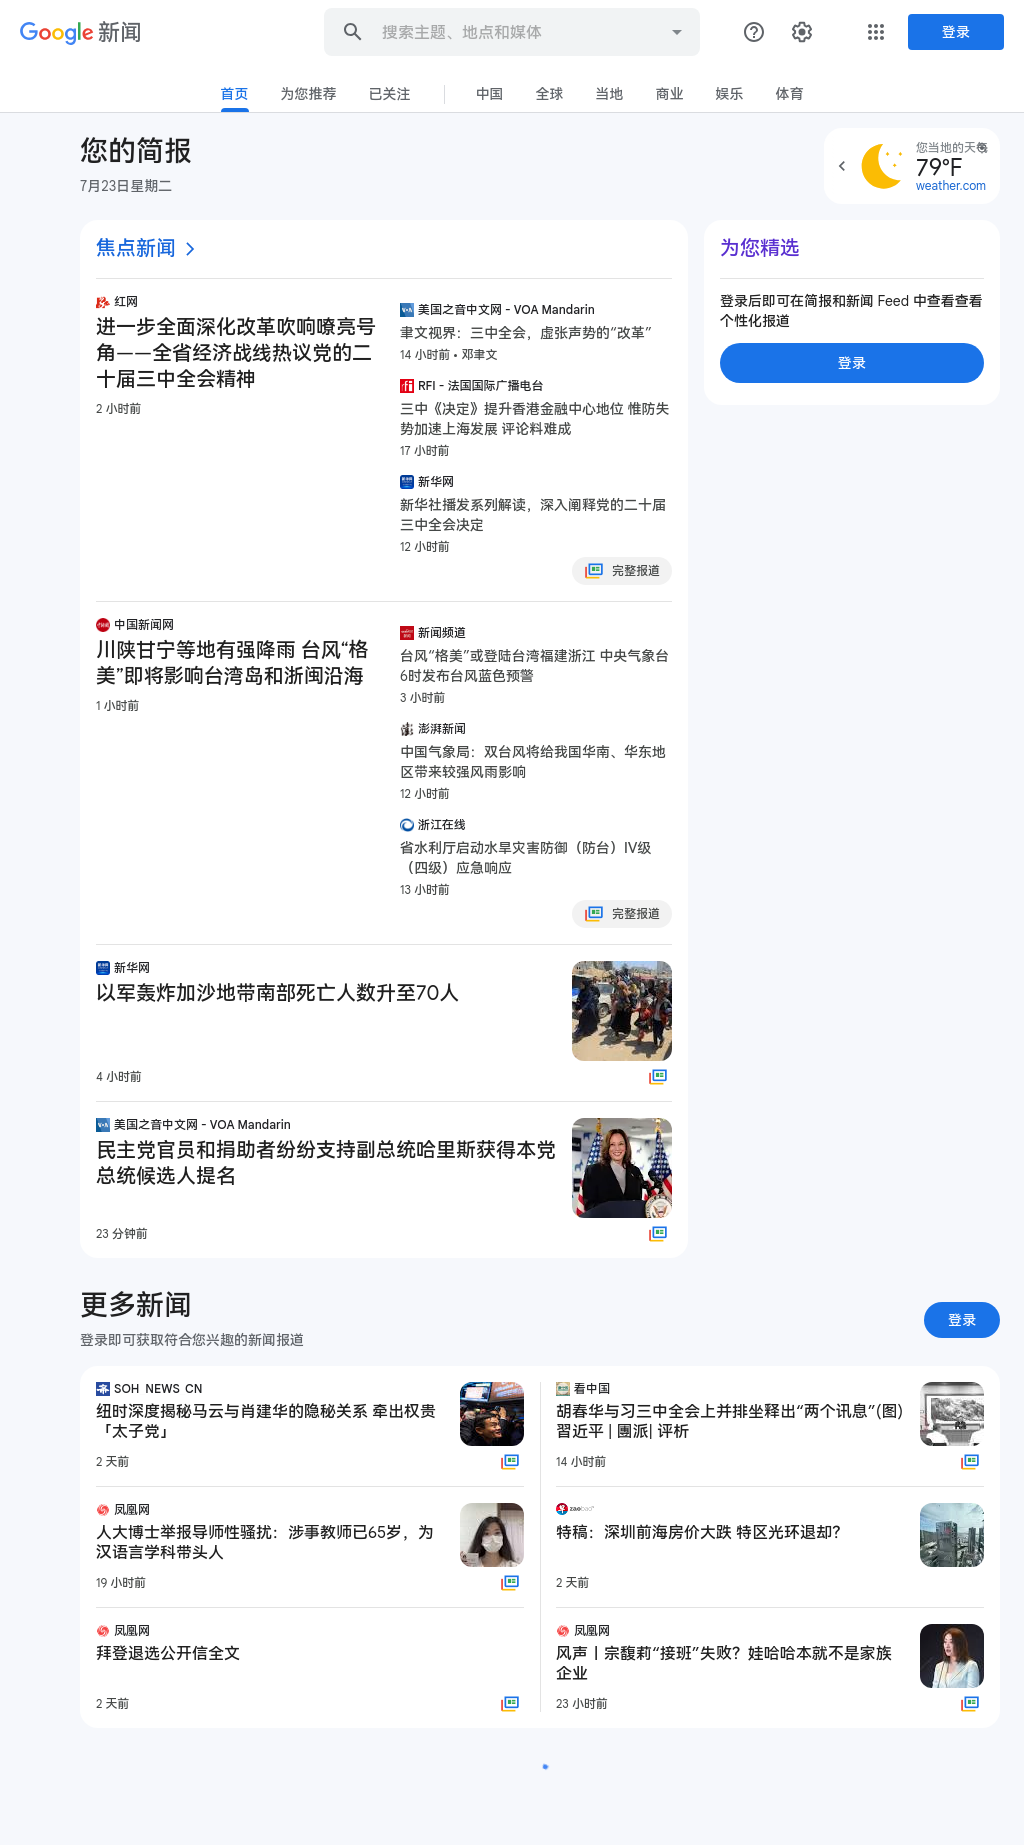 Google 新闻
搜索主题、地点和媒体
登录
首页
为您推荐
已关注
中国
全球
当地
商业
娱乐
体育
您的简报
7月23日星期二
您当地的天气
79°F
weather.com
焦点新闻
红网
进一步全面深化改革吹响嘹亮号
角——全省经济战线热议党的二
十届三中全会精神
2 小时前
美国之音中文网 - VOA Mandarin
聿文视界：三中全会，虚张声势的“改革”
14 小时前 • 邓聿文
RFI - 法国国际广播电台
三中《决定》提升香港金融中心地位 惟防失
势加速上海发展 评论料难成
17 小时前
新华网
新华社播发系列解读，深入阐释党的二十届
三中全会决定
12 小时前
完整报道
中国新闻网
川陕甘宁等地有强降雨 台风“格
美”即将影响台湾岛和浙闽沿海
1 小时前
新闻频道
台风“格美”或登陆台湾福建浙江 中央气象台
6时发布台风蓝色预警
3 小时前
澎湃新闻
中国气象局：双台风将给我国华南、华东地
区带来较强风雨影响
12 小时前
浙江在线
省水利厅启动水旱灾害防御（防台）IV级
（四级）应急响应
13 小时前
完整报道
新华网
以军轰炸加沙地带南部死亡人数升至70人
4 小时前
美国之音中文网 - VOA Mandarin
民主党官员和捐助者纷纷支持副总统哈里斯获得本党
总统候选人提名
23 分钟前
为您精选
登录后即可在简报和新闻 Feed 中查看查看
个性化报道
登录
更多新闻
登录即可获取符合您兴趣的新闻报道
登录
SOH NEWS CN
纽时深度揭秘马云与肖建华的隐秘关系 牵出权贵
「太子党」
2 天前
凤凰网
人大博士举报导师性骚扰：涉事教师已65岁，为
汉语言学科带头人
19 小时前
凤凰网
拜登退选公开信全文
2 天前
看中国
胡春华与习三中全会上并排坐释出“两个讯息”(图)
習近平 | 團派| 评析
14 小时前
zaobao
特稿：深圳前海房价大跌 特区光环退却？
2 天前
凤凰网
风声丨宗馥莉“接班”失败？娃哈哈本就不是家族
企业
23 小时前